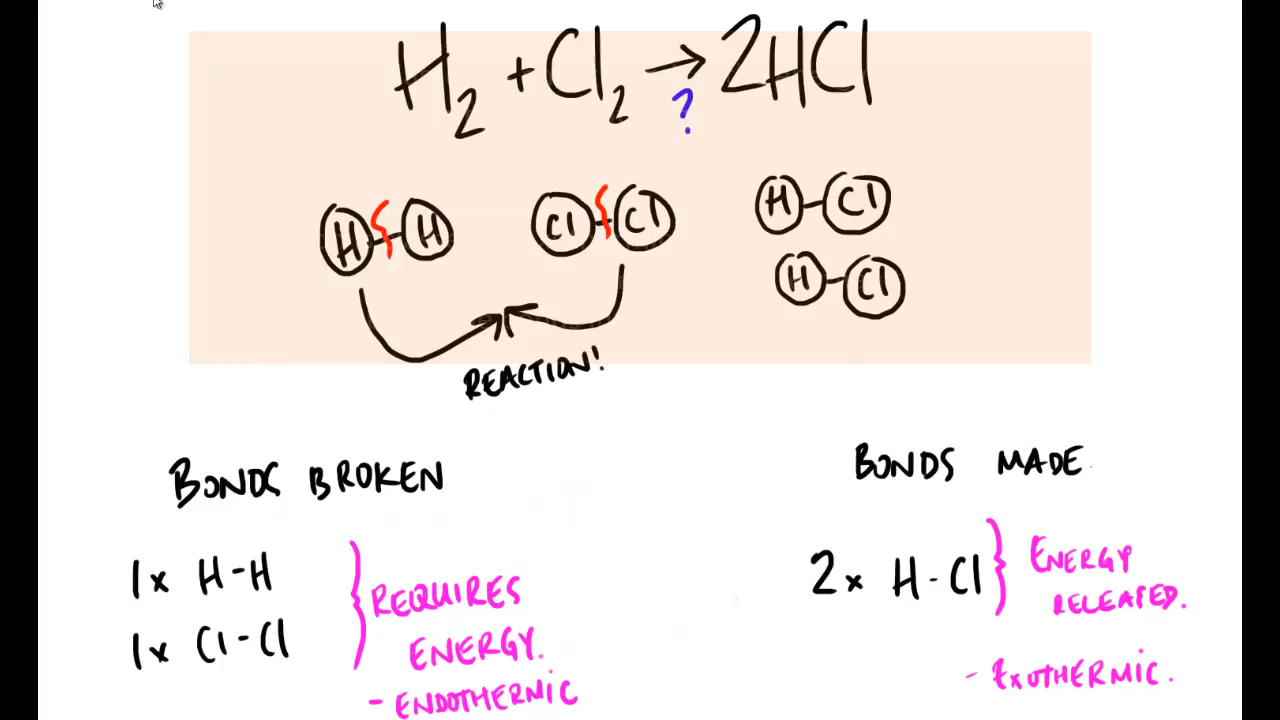 H₂ + Cl₂ → 2HCl
?
H-H Cl-Cl H-Cl
H-Cl
REACTION!
BONDS BROKEN
1x H-H
1x Cl-Cl
REQUIRES
ENERGY.
- ENDOTHERMIC
BONDS MADE
2x H-Cl
ENERGY
RELEASED.
- EXOTHERMIC.